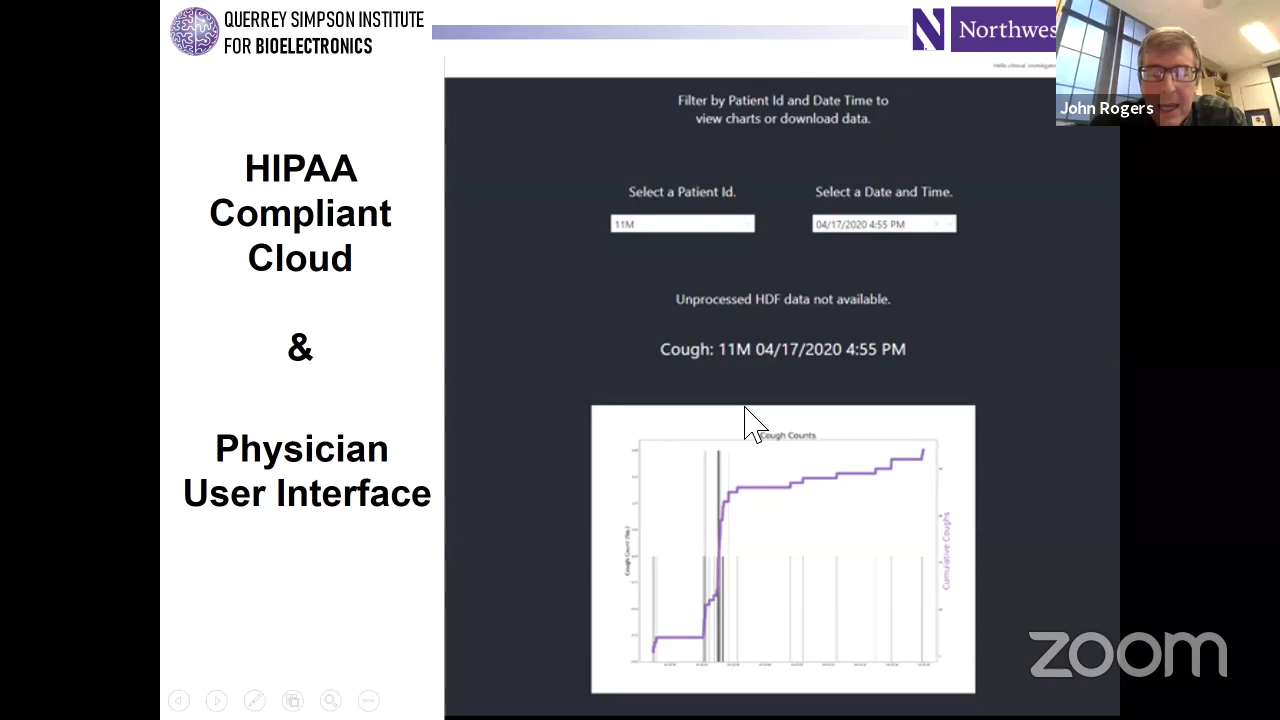 QUERREY SIMPSON INSTITUTE
FOR BIOELECTRONICS
Northwes
John Rogers
HIPAA
Compliant
Cloud
&
Physician
User Interface
Filter by Patient Id and Date Time to
view charts or download data.
Select a Patient Id.
Select a Date and Time.
11M
04/17/2020 4:55 PM
Unprocessed HDF data not available.
Cough: 11M 04/17/2020 4:55 PM
Cough Counts
Cough Count (No.)
Cumulative Coughs
zoom